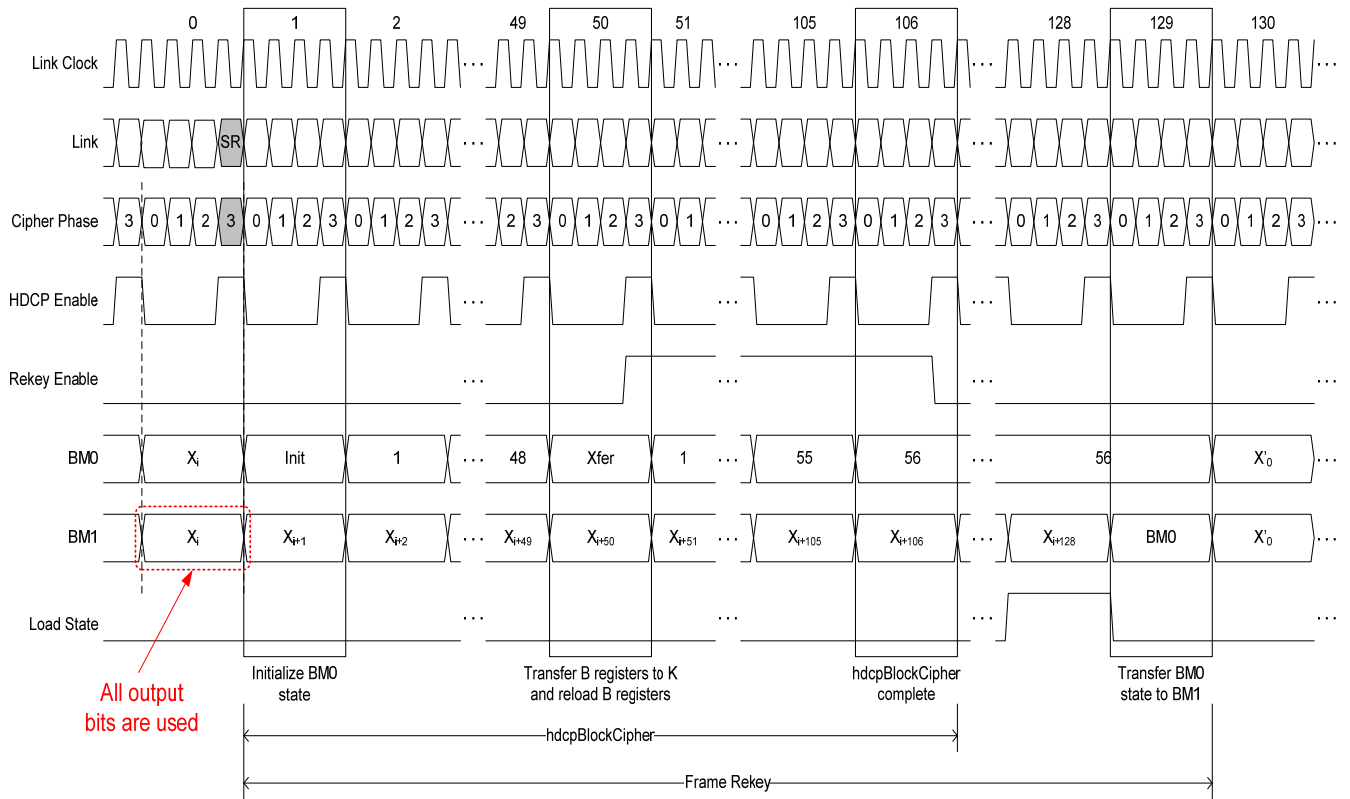 0 1 2 49 50 51 105 106 128 129 130
Link Clock ... ... ... ...
Link SR ... ... ... ...
Cipher Phase 3 0 1 2 3 0 1 2 3 0 1 2 3 ... 2 3 0 1 2 3 0 1 ... 0 1 2 3 0 1 2 3 ... 0 1 2 3 0 1 2 3 0 1 2 3 ...
HDCP Enable ... ... ... ...
Rekey Enable ... ... ... ...
BM0 Xi Init 1 ... 48 Xfer 1 ... 55 56 ... 56 X'0 ...
BM1 Xi Xi+1 Xi+2 ... Xi+49 Xi+50 Xi+51 ... Xi+105 Xi+106 ... Xi+128 BM0 X'0 ...
Load State ... ... ... ...
Initialize BM0
state
Transfer B registers to K
and reload B registers
hdcpBlockCipher
complete
Transfer BM0
state to BM1
All output
bits are used
hdcpBlockCipher
Frame Rekey